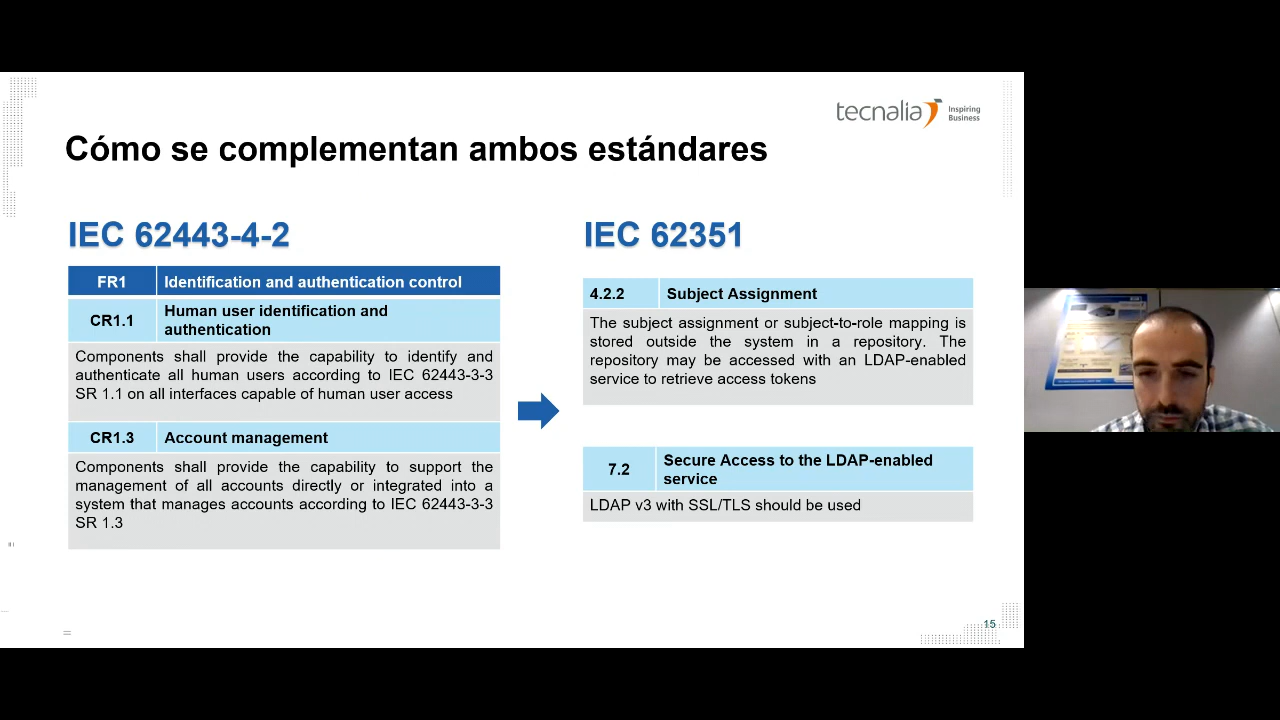 tecnalia
Inspiring
Business
Cómo se complementan ambos estándares
IEC 62443-4-2
FR1 Identification and authentication control
CR1.1 Human user identification and
authentication
Components shall provide the capability to identify and
authenticate all human users according to IEC 62443-3-3
SR 1.1 on all interfaces capable of human user access
CR1.3 Account management
Components shall provide the capability to support the
management of all accounts directly or integrated into a
system that manages accounts according to IEC 62443-3-3
SR 1.3
IEC 62351
4.2.2 Subject Assignment
The subject assignment or subject-to-role mapping is
stored outside the system in a repository. The
repository may be accessed with an LDAP-enabled
service to retrieve access tokens
7.2 Secure Access to the LDAP-enabled
service
LDAP v3 with SSL/TLS should be used
15